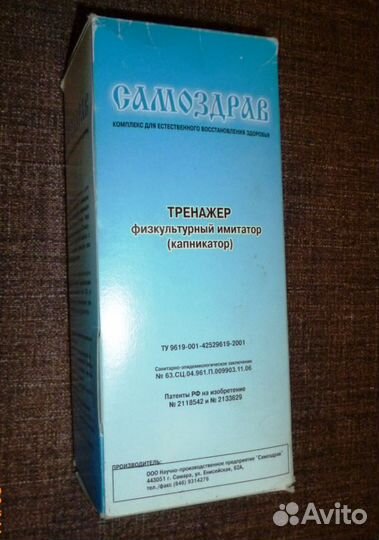 САМОЗДРАВ
КОМПЛЕКС ДЛЯ ЕСТЕСТВЕННОГО ВОССТАНОВЛЕНИЯ ЗДОРОВЬЯ
ТРЕНАЖЕР
физкультурный имитатор
(капникатор)
ТУ 9619-001-42529619-2001
Санитарно-эпидемиологическое заключение
№ 63.СЦ.04.961.П.009903.11.06
Патенты РФ на изобретение
№ 2118542 и № 2133629
ПРОИЗВОДИТЕЛЬ:
ООО Научно-производственное предприятие "Самоздрав"
443051 г. Самара, ул. Енисейская, 62А,
тел./факс (846) 9314276
Avito